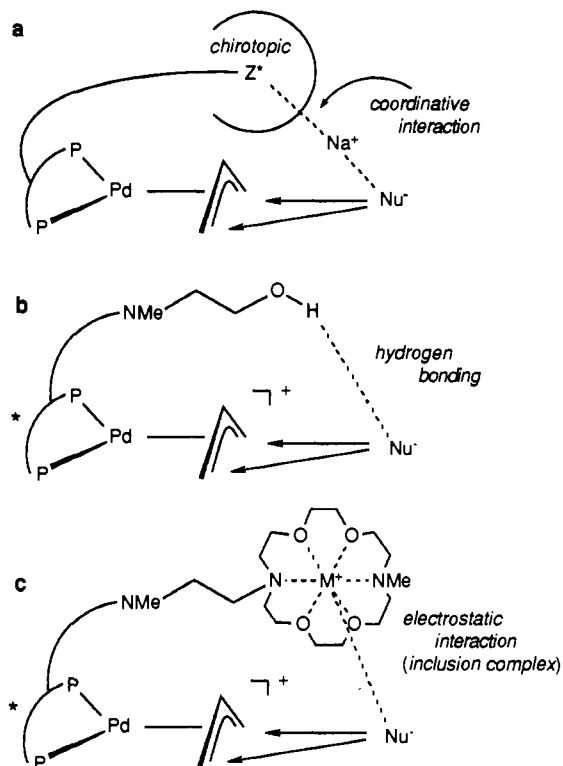 a
chirotopic
Z*
coordinative
interaction
Na+
P
Pd
P
Nu-
b
NMe
O
H
hydrogen
bonding
P
+
*
Pd
P
Nu-
c
O
O
NMe
N
M+
NMe
O
O
electrostatic
interaction
(inclusion complex)
P
+
*
Pd
P
Nu-